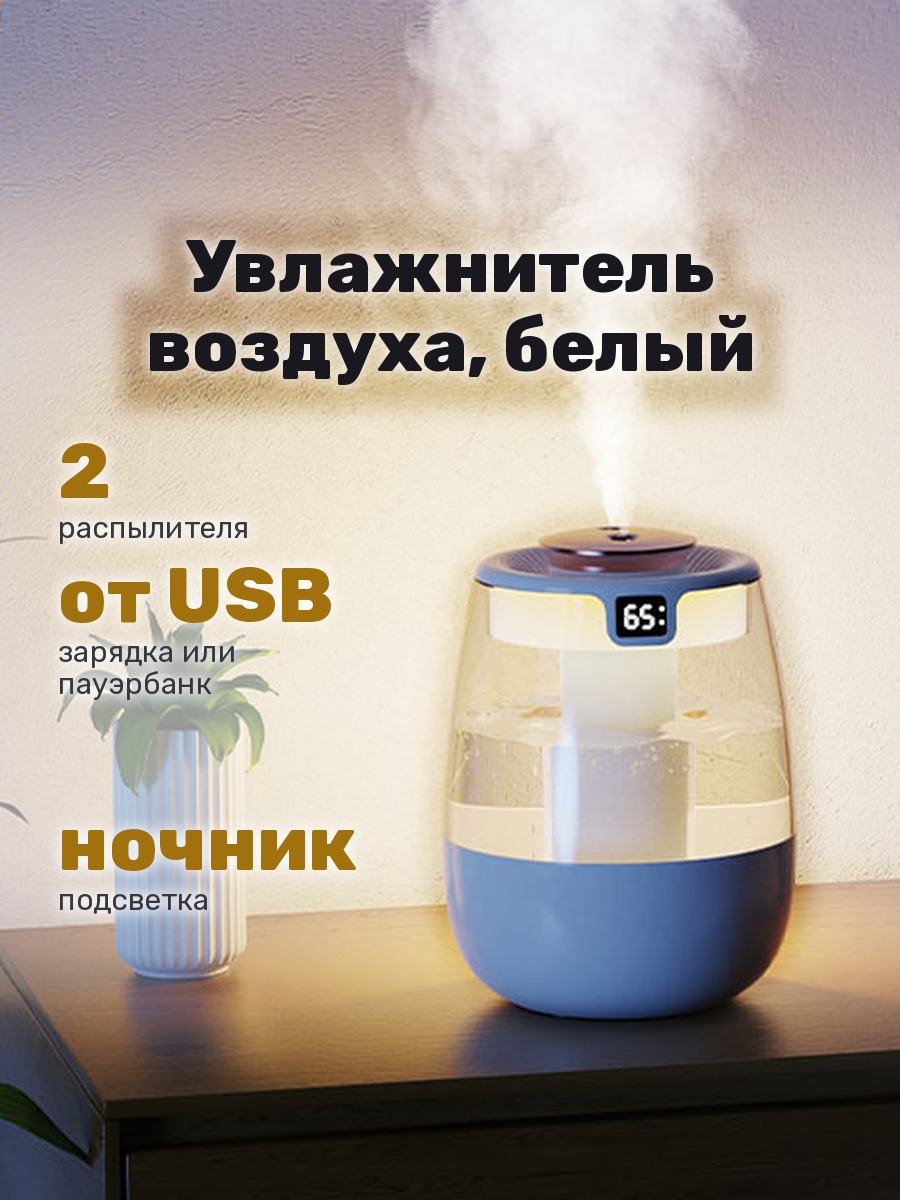 Увлажнитель
воздуха, белый
2
распылителя
от USB
зарядка или
пауэрбанк
65:
ночник
подсветка